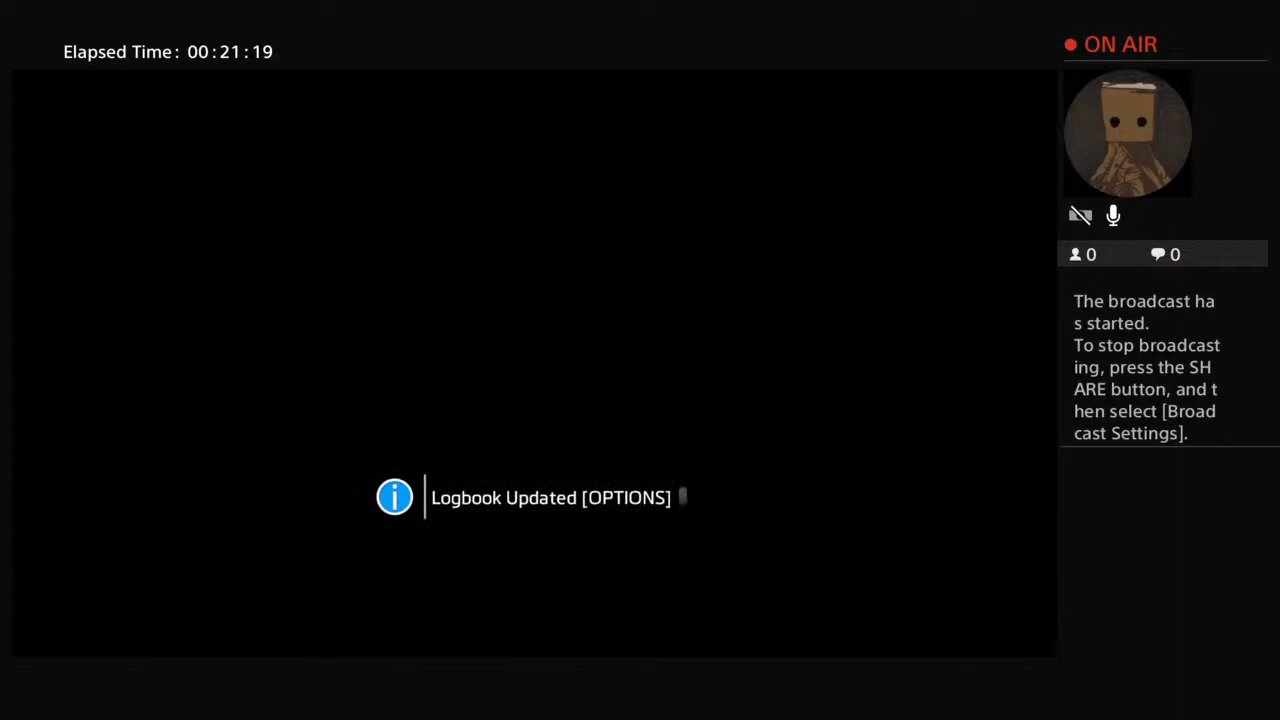 Elapsed Time: 00:21:19
ON AIR
0
0
The broadcast ha
s started.
To stop broadcast
ing, press the SH
ARE button, and t
hen select [Broad
cast Settings].
Logbook Updated [OPTIONS]